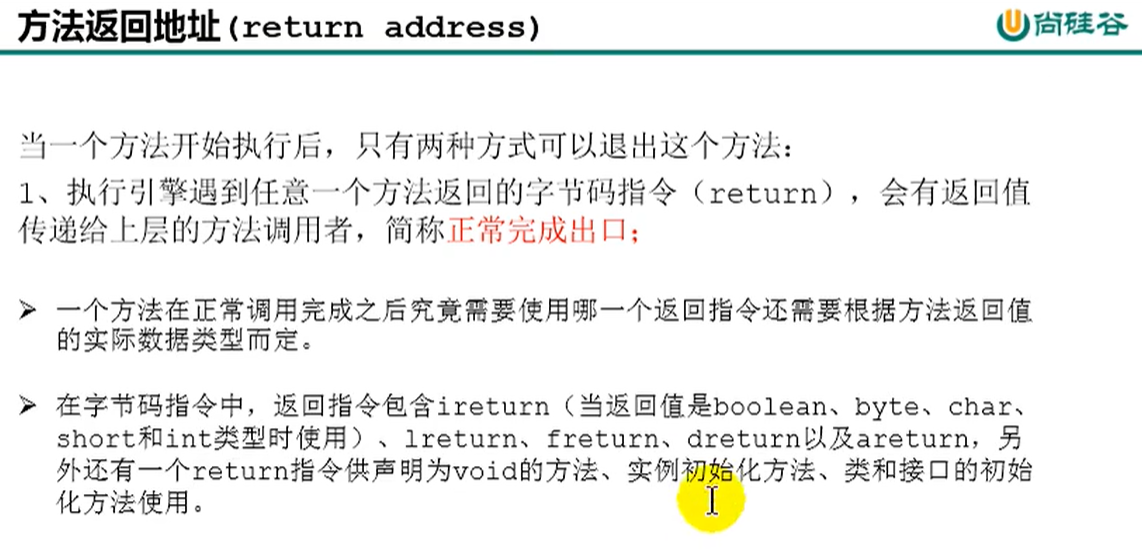 方法返回地址(return address)
尚硅谷
当一个方法开始执行后，只有两种方式可以退出这个方法：
1、执行引擎遇到任意一个方法返回的字节码指令（return），会有返回值
传递给上层的方法调用者，简称正常完成出口；
➢ 一个方法在正常调用完成之后究竟需要使用哪一个返回指令还需要根据方法返回值
的实际数据类型而定。
➢ 在字节码指令中，返回指令包含ireturn（当返回值是boolean、byte、char、
short和int类型时使用）、lreturn、freturn、dreturn以及areturn，另
外还有一个return指令供声明为void的方法、实例初始化方法、类和接口的初始
化方法使用。